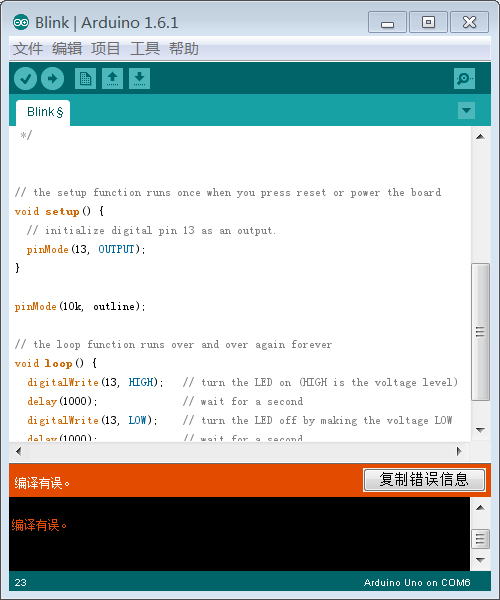 Blink | Arduino 1.6.1
文件 编辑 项目 工具 帮助
Blink §
*/
// the setup function runs once when you press reset or power the board
void setup() {
// initialize digital pin 13 as an output.
pinMode(13, OUTPUT);
}
pinMode(10k, outline);
// the loop function runs over and over again forever
void loop() {
digitalWrite(13, HIGH); // turn the LED on (HIGH is the voltage level)
delay(1000); // wait for a second
digitalWrite(13, LOW); // turn the LED off by making the voltage LOW
delay(1000); // wait for a second
编译有误。
复制错误信息
编译有误。
23
Arduino Uno on COM6